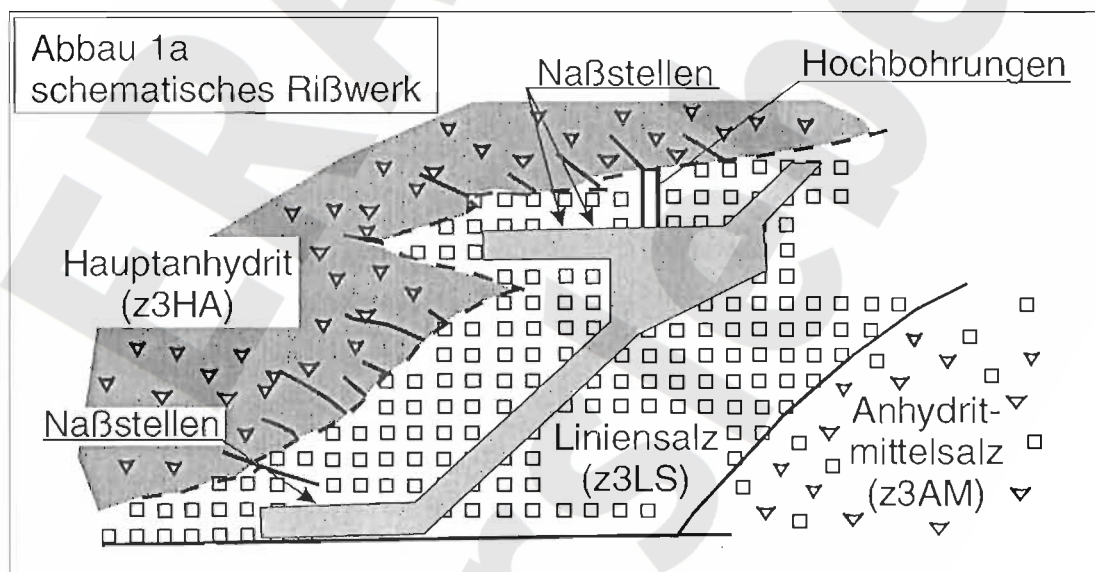 Abbau 1a
schematisches Rißwerk
Naßstellen
Hochbohrungen
Hauptanhydrit
(z3HA)
Naßstellen
Liniensalz
(z3LS)
Anhydrit-
mittelsalz
(z3AM)